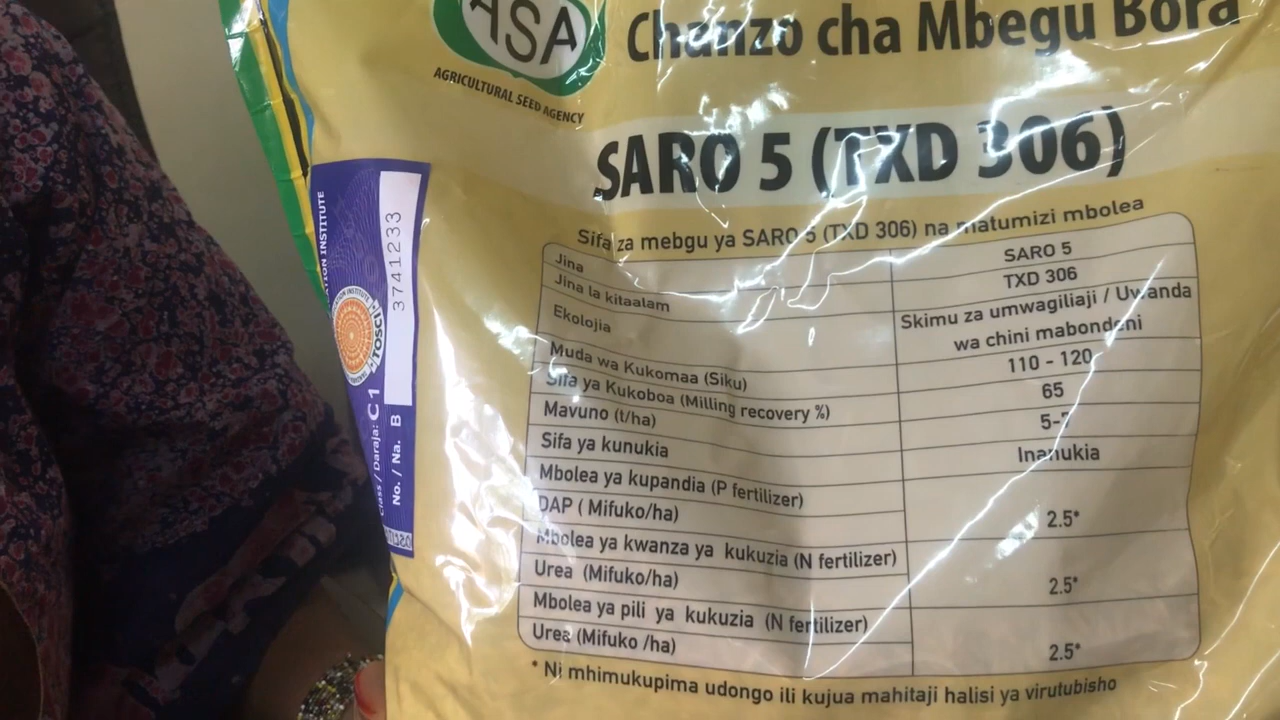 ASA
AGRICULTURAL SEED AGENCY
Chanzo cha Mbegu Bora
SARO 5 (TXD 306)
Sifa za mebgu ya SARO 5 (TXD 306) na matumizi mbolea
Jina SARO 5
Jina la kitaalam TXD 306
Ekolojia Skimu za umwagiliaji / Uwanda
wa chini mabondeni
Muda wa Kukomaa (Siku) 110 - 120
Sifa ya Kukoboa (Milling recovery %) 65
Mavuno (t/ha) 5-7
Sifa ya kunukia Inanukia
Mbolea ya kupandia (P fertilizer)
DAP ( Mifuko/ha) 2.5*
Mbolea ya kwanza ya kukuzia (N fertilizer)
Urea (Mifuko/ha) 2.5*
Mbolea ya pili ya kukuzia (N fertilizer)
Urea (Mifuko /ha) 2.5*
* Ni mhimukupima udongo ili kujua mahitaji halisi ya virutubisho
INSTITUTE
TOSCI
Class / Daraja: C 1
No. / Na. B 3741233